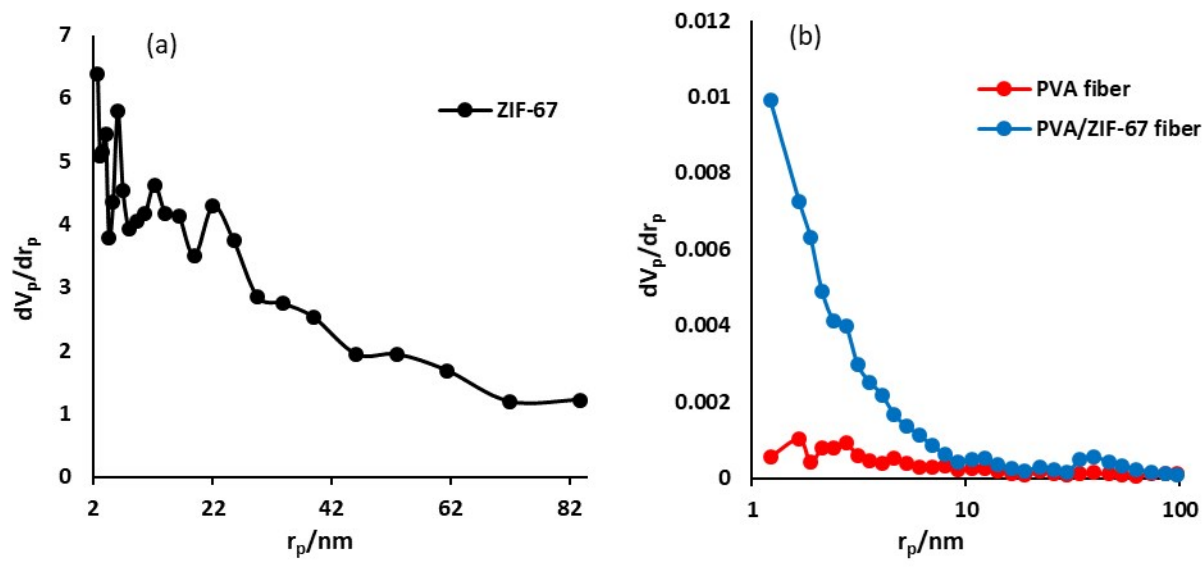 (a)
7
6
5
4
3
2
1
0
dVp/drp
2 22 42 62 82
rp/nm
ZIF-67
(b)
0.012
0.01
0.008
0.006
0.004
0.002
0
dVp/drp
1 10 100
rp/nm
PVA fiber
PVA/ZIF-67 fiber